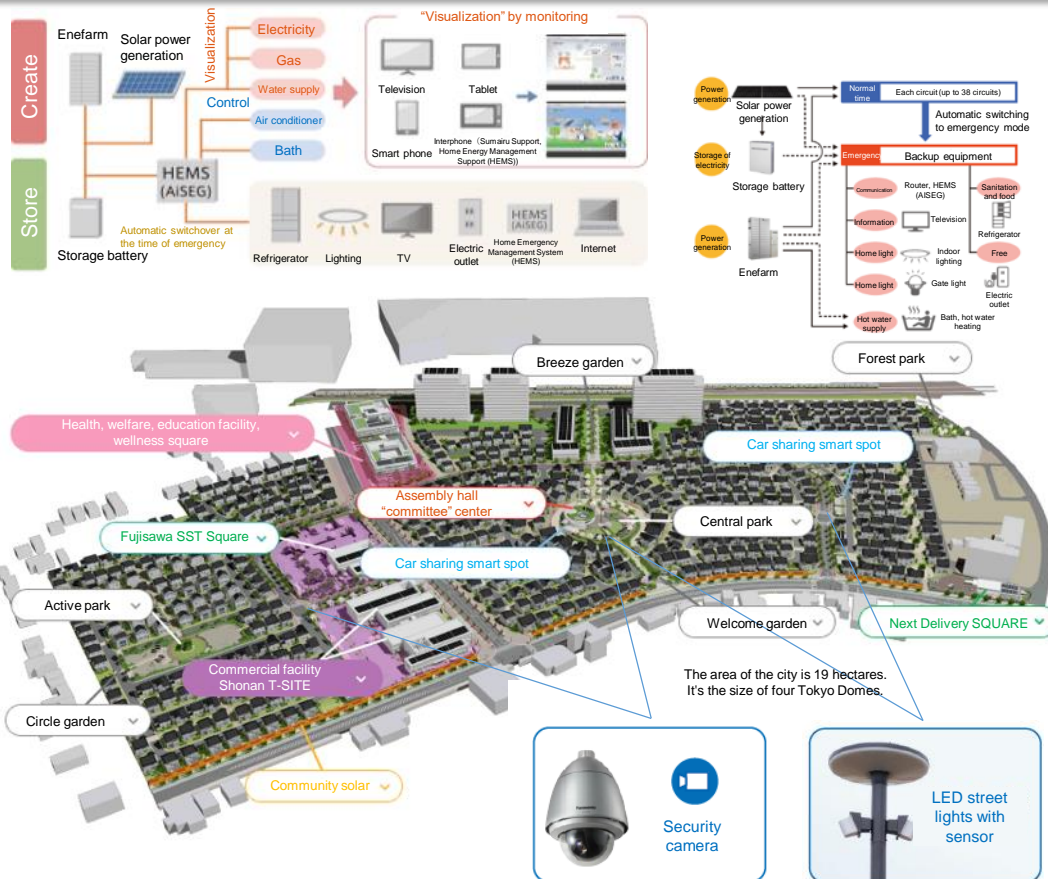 Create
Store
Enefarm
Solar power
generation
Visualization
Electricity
Gas
Water supply
Control
Air conditioner
Bath
HEMS
(AiSEG)
Storage battery
Automatic switchover at
the time of emergency
“Visualization” by monitoring
Television
Tablet
Smart phone
Interphone（Sumairu Support,
Home Energy Management
Support (HEMS))
Refrigerator
Lighting
TV
Electric
outlet
HEMS
(AiSEG)
Home Emergency
Management System
(HEMS)
Internet
Power
generation
Solar power
generation
Normal
time
Each circuit(up to 38 circuits)
Automatic switching
to emergency mode
Storage of
electricity
Storage battery
Emergency
Backup equipment
Communication
Router, HEMS
(AISEG)
Sanitation
and food
Information
Television
Refrigerator
Power
generation
Enefarm
Home light
Indoor
lighting
Free
Home light
Gate light
Electric
outlet
Hot water
supply
Bath, hot water
heating
Breeze garden
Forest park
Health, welfare, education facility,
wellness square
Car sharing smart spot
Assembly hall
“committee” center
Central park
Fujisawa SST Square
Car sharing smart spot
Active park
Welcome garden
Next Delivery SQUARE
Commercial facility
Shonan T-SITE
The area of the city is 19 hectares.
It's the size of four Tokyo Domes.
Circle garden
Community solar
Panasonic
Security
camera
LED street
lights with
sensor